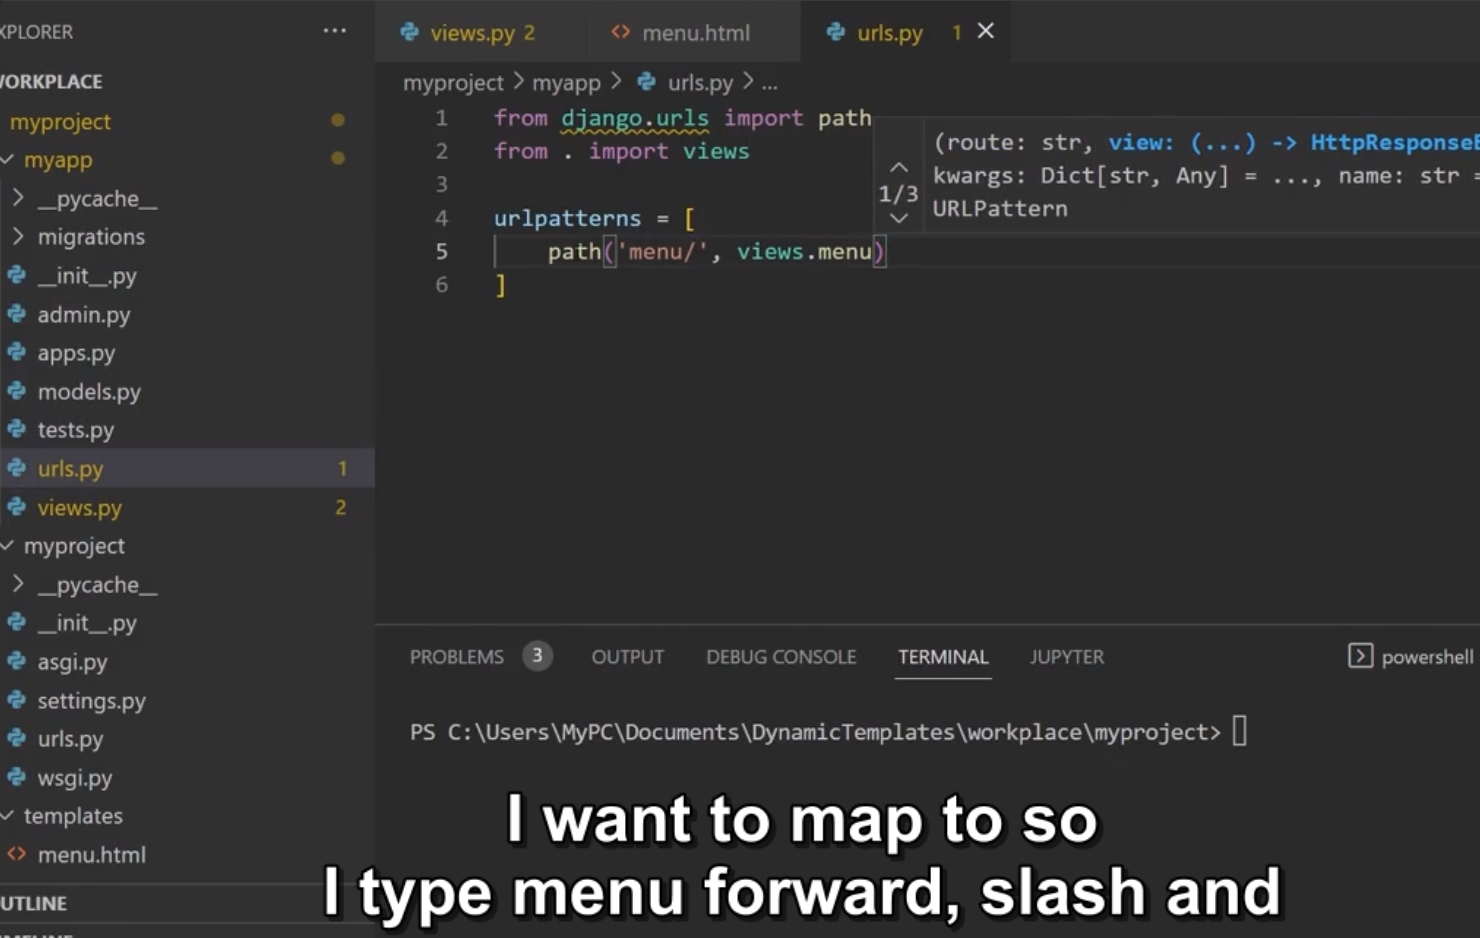 XPLORER
WORKPLACE
myproject
myapp
__pycache__
migrations
__init__.py
admin.py
apps.py
models.py
tests.py
urls.py 1
views.py 2
myproject
__pycache__
__init__.py
asgi.py
settings.py
urls.py
wsgi.py
templates
<> menu.html
UTLINE
views.py 2
<> menu.html
urls.py 1
myproject > myapp > urls.py > ...
1 from django.urls import path
2 from . import views
3
4 urlpatterns = [
5 path('menu/', views.menu)
6 ]
1/3
(route: str, view: (...) -> HttpResponse
kwargs: Dict[str, Any] = ..., name: str =
URLPattern
PROBLEMS 3 OUTPUT DEBUG CONSOLE TERMINAL JUPYTER
powershell
PS C:\Users\MyPC\Documents\DynamicTemplates\workplace\myproject>
I want to map to so
I type menu forward, slash and